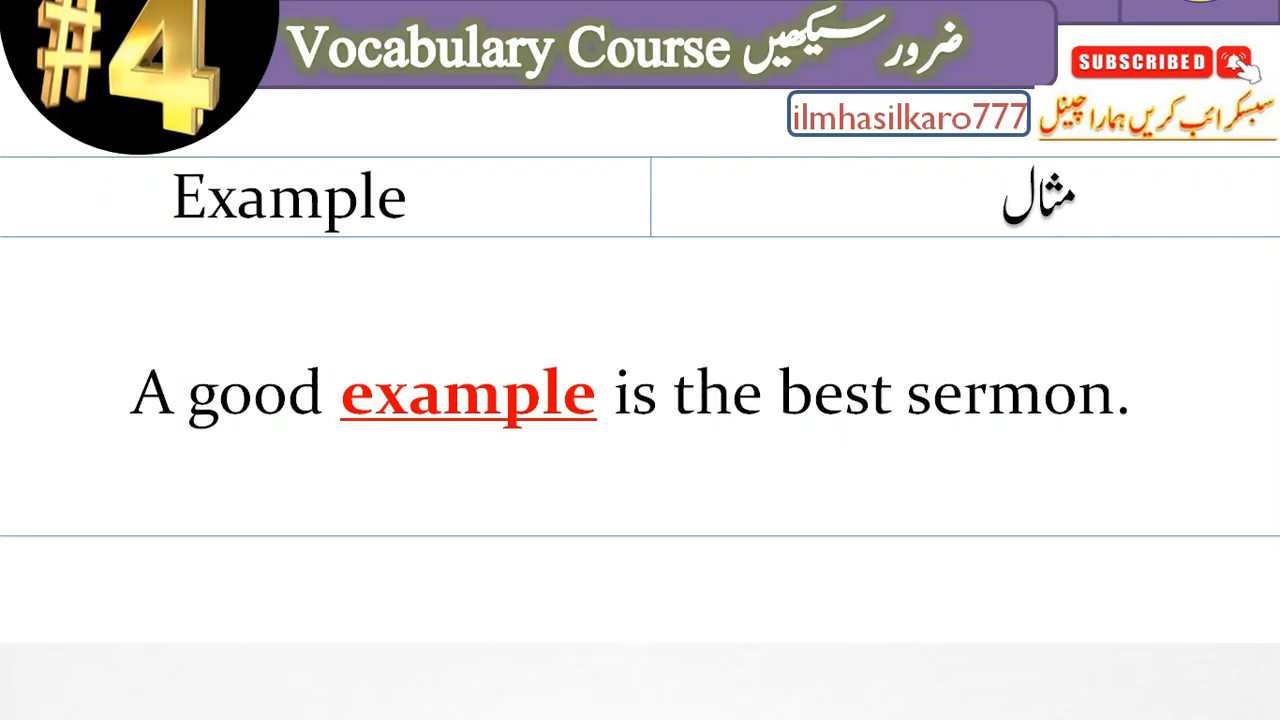 #4
Vocabulary Course ضرور سیکھیں
SUBSCRIBED
ilmhasilkaro777
سبسکرائب کریں ہمارا چینل
Example
مثال
A good example is the best sermon.